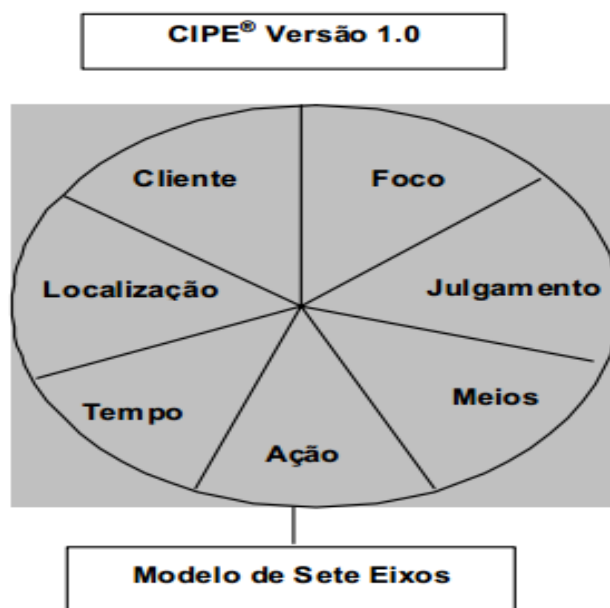 CIPE® Versão 1.0
Cliente
Foco
Localização
Julgamento
Tempo
Meios
Ação
Modelo de Sete Eixos